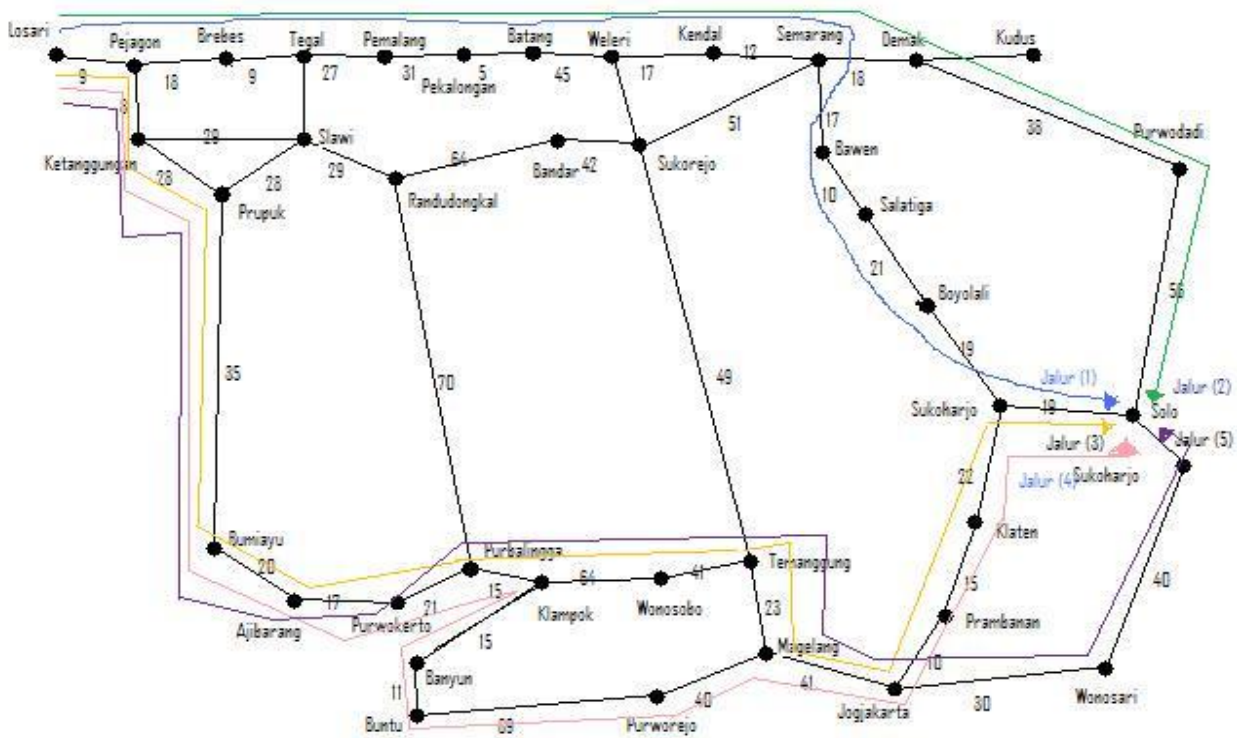 Losari
Pejagon
Brebes
Tegal
Pemalang
Batang
Weleri
Kendal
Semarang
Demak
Kudus
9
18
9
27
31
5
45
17
12
18
Pekalongan
8
29
Slawi
51
17
38
Purwodadi
Ketanggungan
28
28
29
64
Bandar
42
Sukorejo
Bawen
10
Salatiga
Prupuk
Randudongkal
21
Boyolali
19
35
70
49
Jalur (1)
Jalur (2)
Sukoharjo
Solo
Jalur (3)
Jalur (5)
Sukoharjo
Jalur (4)
22
Klaten
Bumiayu
Purbalingga
Temanggung
20
17
21
15
64
41
40
Ajibarang
Purwokerto
Klampok
Wonosobo
23
15
Prambanan
15
Banyun
Magelang
10
11
41
Wonosari
Buntu
Purworejo
40
Jogjakarta
30